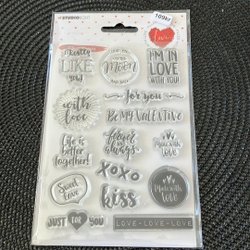 STUDIOLIGHT
really
LIKE
YOU!
LOVE YOU
TO THE
Moon
AND BACK
love
I'M IN
LOVE
WITH YOU!
with
love
for you
Be My Valentine
Life is
better
together!
forever
& always
Made with
LOVE
Sweet
Love
xoxo
kiss
Made with
LOVE
JUST FOR YOU
LOVE-LOVE-LOVE